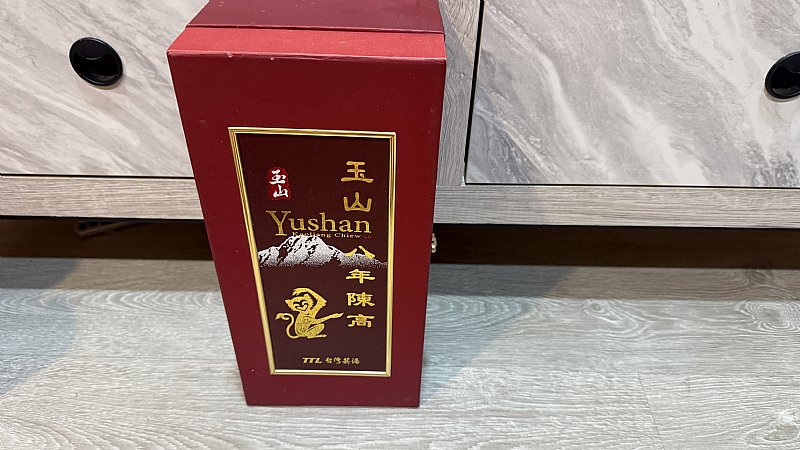 玉山
玉山八年陳高
Yushan
Kaoliang Chiew
TTL 台灣菸酒